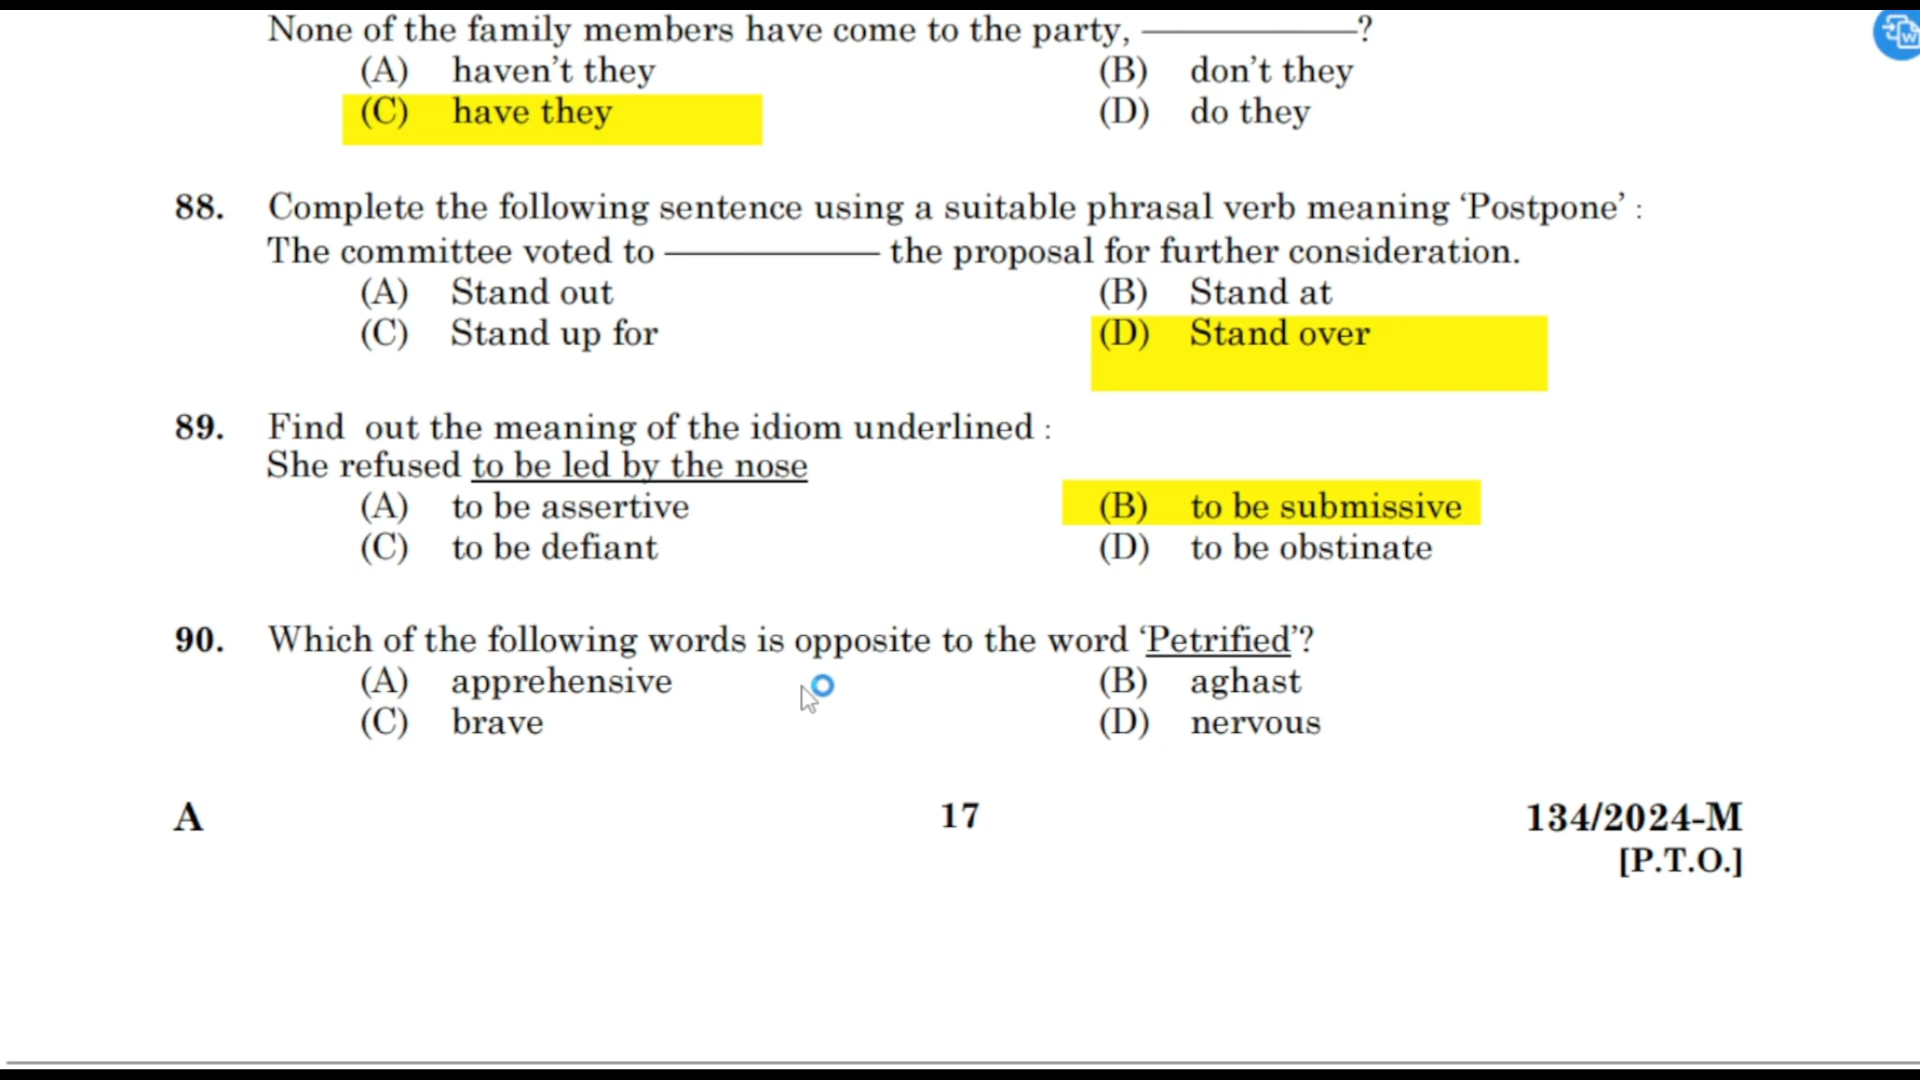 None of the family members have come to the party, ?
(A) haven't they (B) don't they
(C) have they (D) do they
88. Complete the following sentence using a suitable phrasal verb meaning ‘Postpone’ :
The committee voted to the proposal for further consideration.
(A) Stand out (B) Stand at
(C) Stand up for (D) Stand over
89. Find out the meaning of the idiom underlined :
She refused to be led by the nose
(A) to be assertive (B) to be submissive
(C) to be defiant (D) to be obstinate
90. Which of the following words is opposite to the word ‘Petrified’?
(A) apprehensive (B) aghast
(C) brave (D) nervous
A 17 134/2024-M
[P.T.O.]